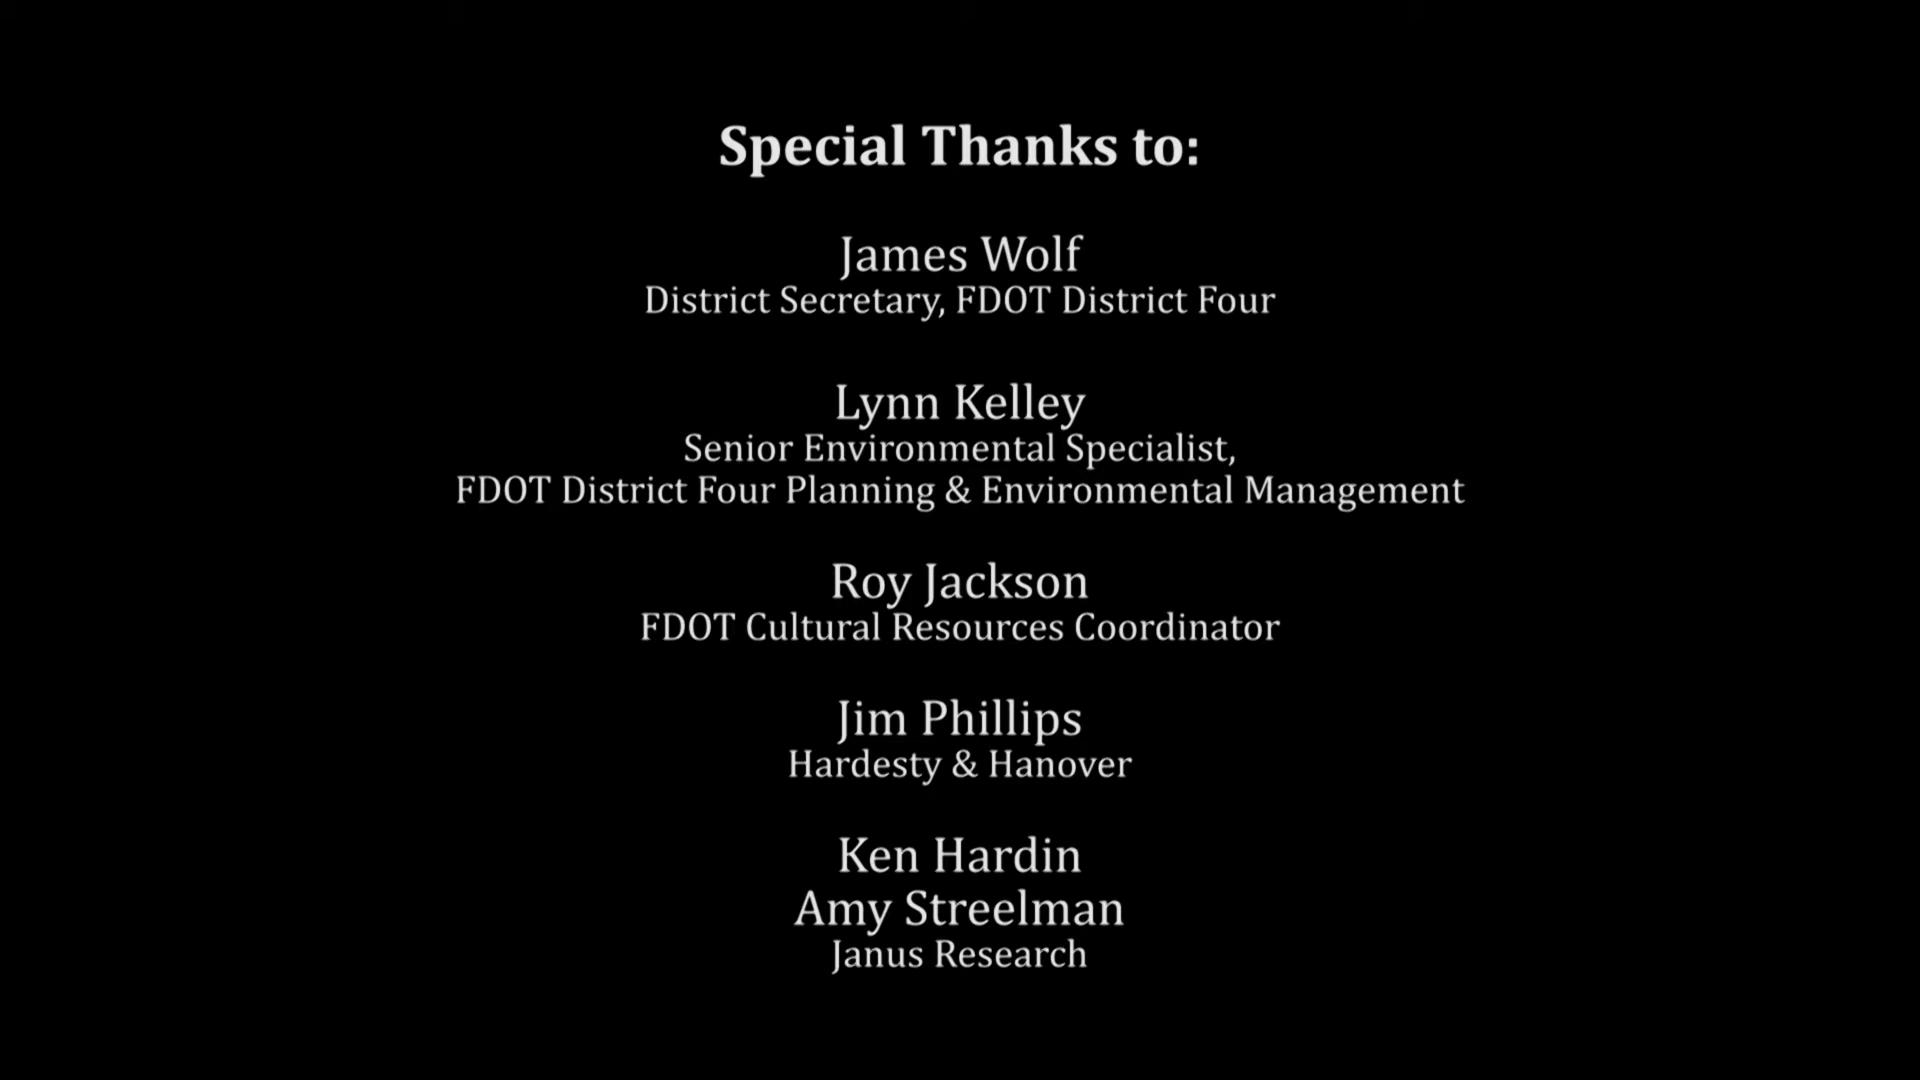 Special Thanks to:
James Wolf
District Secretary, FDOT District Four
Lynn Kelley
Senior Environmental Specialist,
FDOT District Four Planning & Environmental Management
Roy Jackson
FDOT Cultural Resources Coordinator
Jim Phillips
Hardesty & Hanover
Ken Hardin
Amy Streelman
Janus Research